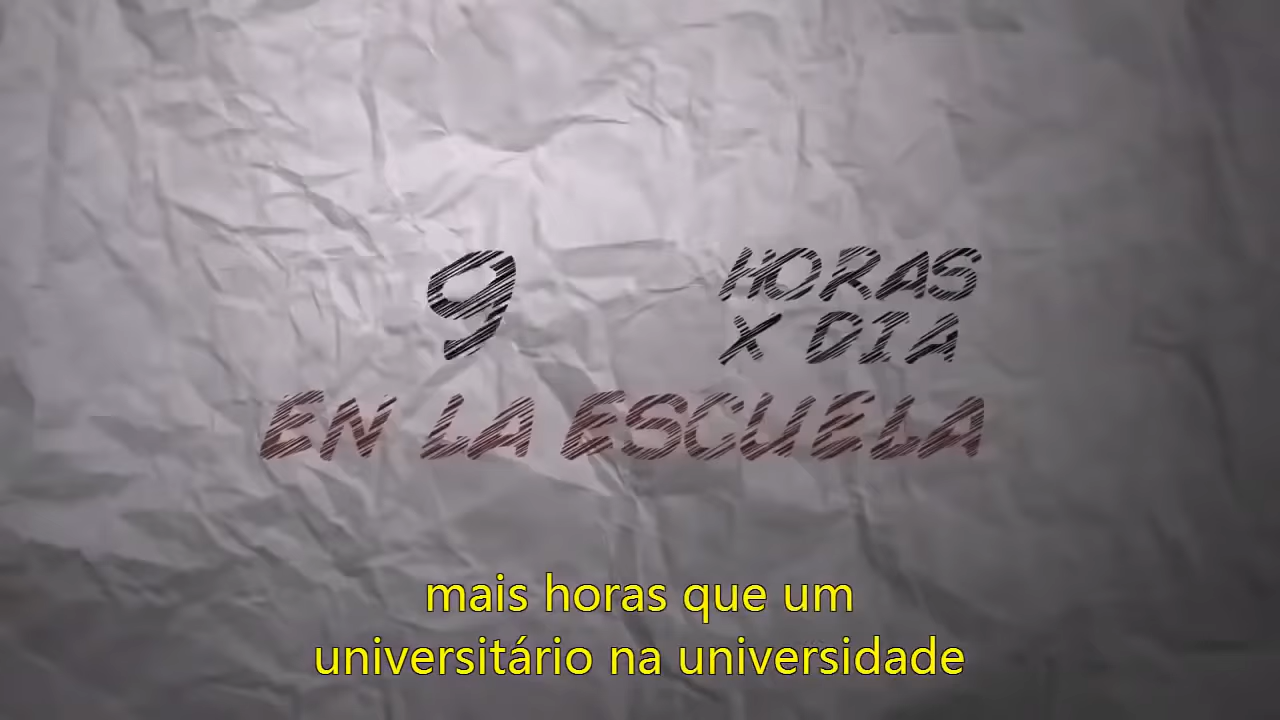 9 HORAS
X DIA
EN LA ESCUELA
mais horas que um
universitário na universidade